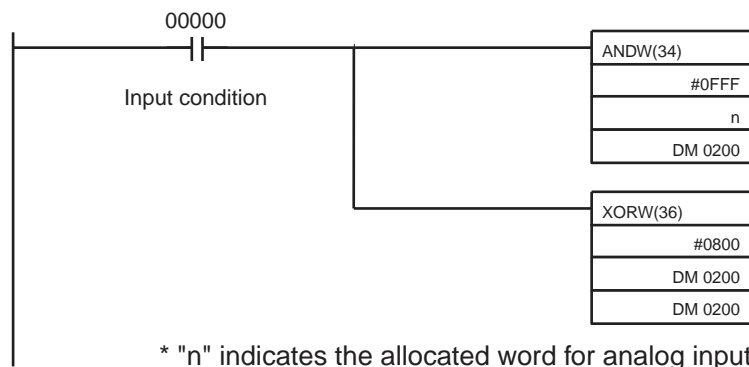 00000
Input condition
ANDW(34)
#0FFF
n
DM 0200
XORW(36)
#0800
DM 0200
DM 0200
* "n" indicates the allocated word for analog input